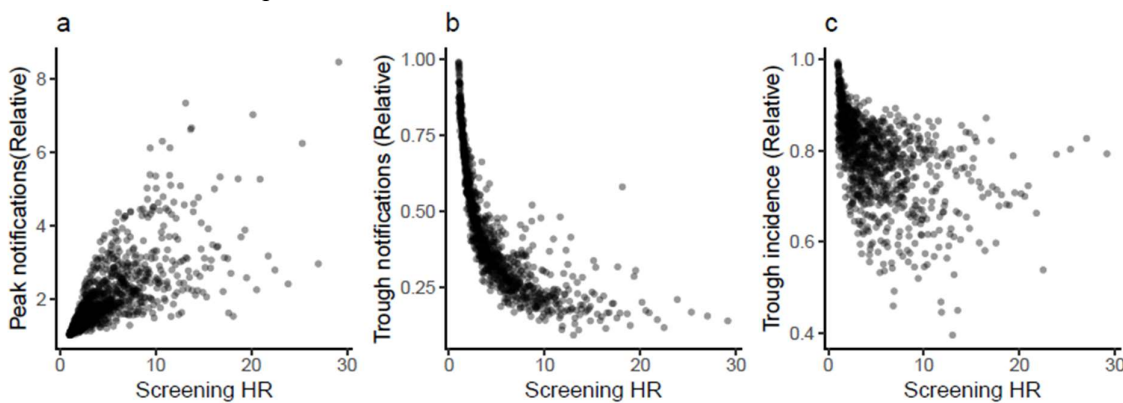 a
b
c
Peak notifications(Relative)
8
6
4
2
0
10
20
30
Screening HR
Trough notifications (Relative)
1.00
0.75
0.50
0.25
0
10
20
30
Screening HR
Trough incidence (Relative)
1.0
0.8
0.6
0.4
0
10
20
30
Screening HR